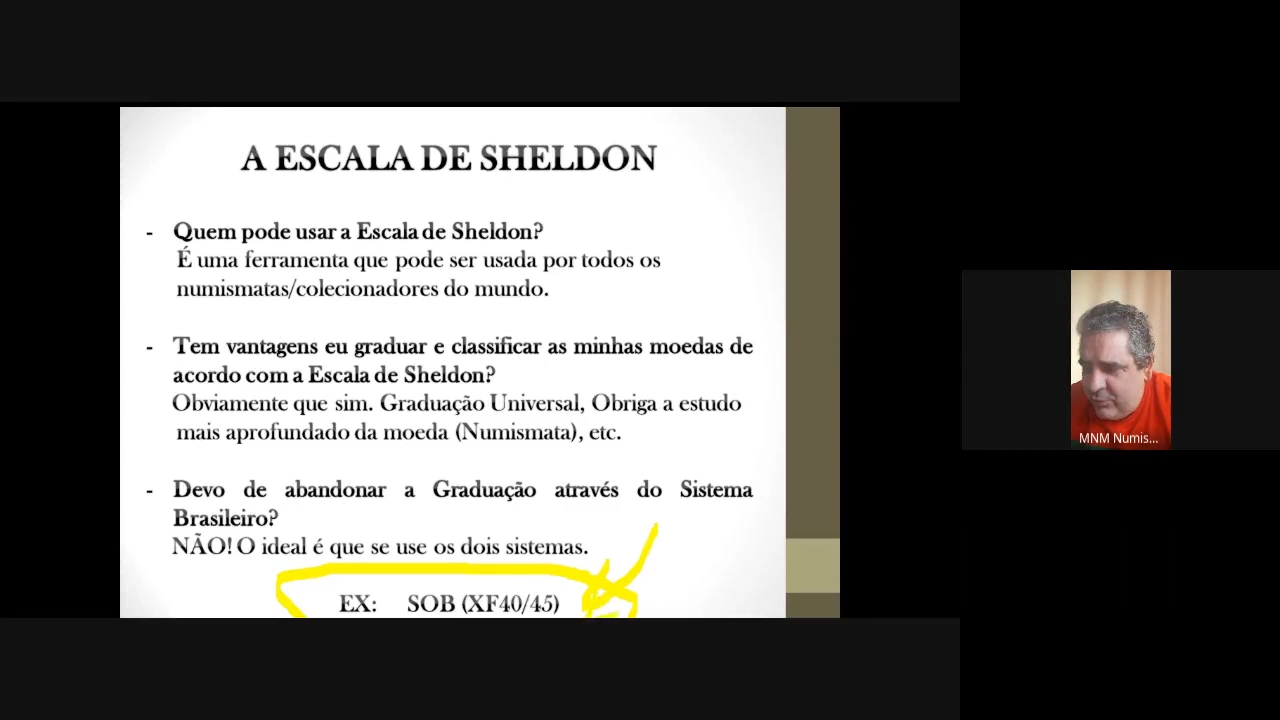 A ESCALA DE SHELDON
- Quem pode usar a Escala de Sheldon?
É uma ferramenta que pode ser usada por todos os
numismatas/colecionadores do mundo.
- Tem vantagens eu graduar e classificar as minhas moedas de
acordo com a Escala de Sheldon?
Obviamente que sim. Graduação Universal, Obriga a estudo
mais aprofundado da moeda (Numismata), etc.
- Devo de abandonar a Graduação através do Sistema
Brasileiro?
NÃO! O ideal é que se use os dois sistemas.
EX: SOB (XF40/45)
MNM Numis...